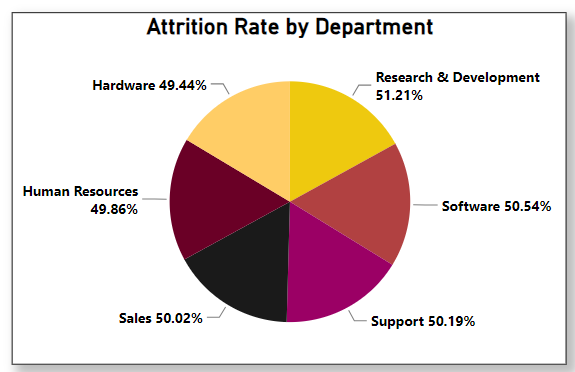 Attrition Rate by Department
Hardware 49.44%
Research & Development
51.21%
Human Resources
49.86%
Software 50.54%
Sales 50.02%
Support 50.19%